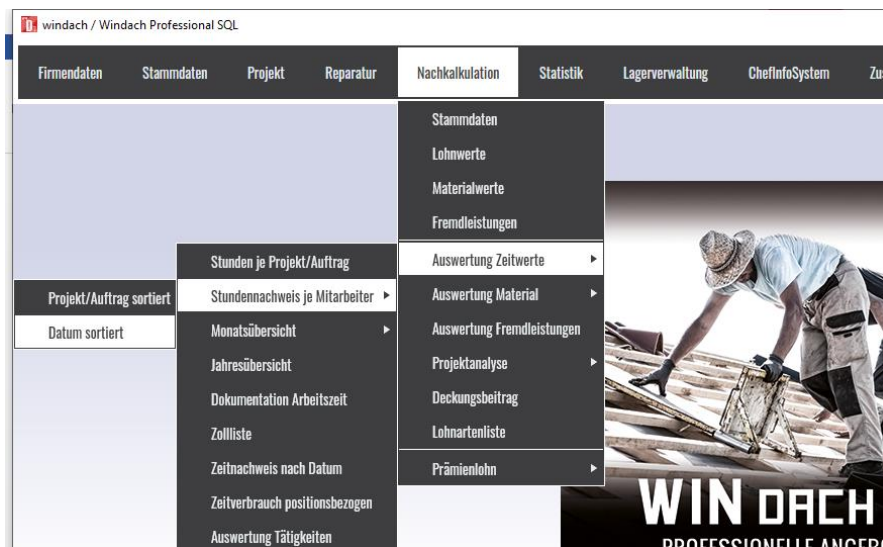 windach / Windach Professional SQL
Firmendaten Stammdaten Projekt Reparatur Nachkalkulation Statistik Lagerverwaltung ChefInfoSystem
Stammdaten
Lohnwerte
Materialwerte
Fremdleistungen
Auswertung Zeitwerte
Auswertung Material
Auswertung Fremdleistungen
Projektanalyse
Deckungsbeitrag
Lohnartenliste
Prämienlohn
Stunden je Projekt/Auftrag
Stundennachweis je Mitarbeiter
Monatsübersicht
Jahresübersicht
Dokumentation Arbeitszeit
Zollliste
Zeitnachweis nach Datum
Zeitverbrauch positionsbezogen
Auswertung Tätigkeiten
Projekt/Auftrag sortiert
Datum sortiert
WIN DACH
PROFESSIONELLE